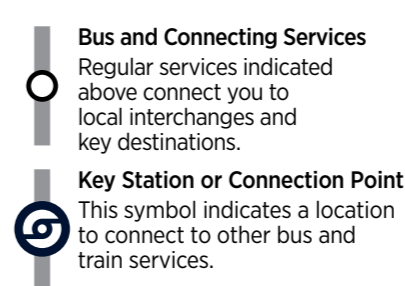 Bus and Connecting Services
Regular services indicated
above connect you to
local interchanges and
key destinations.
Key Station or Connection Point
This symbol indicates a location
to connect to other bus and
train services.